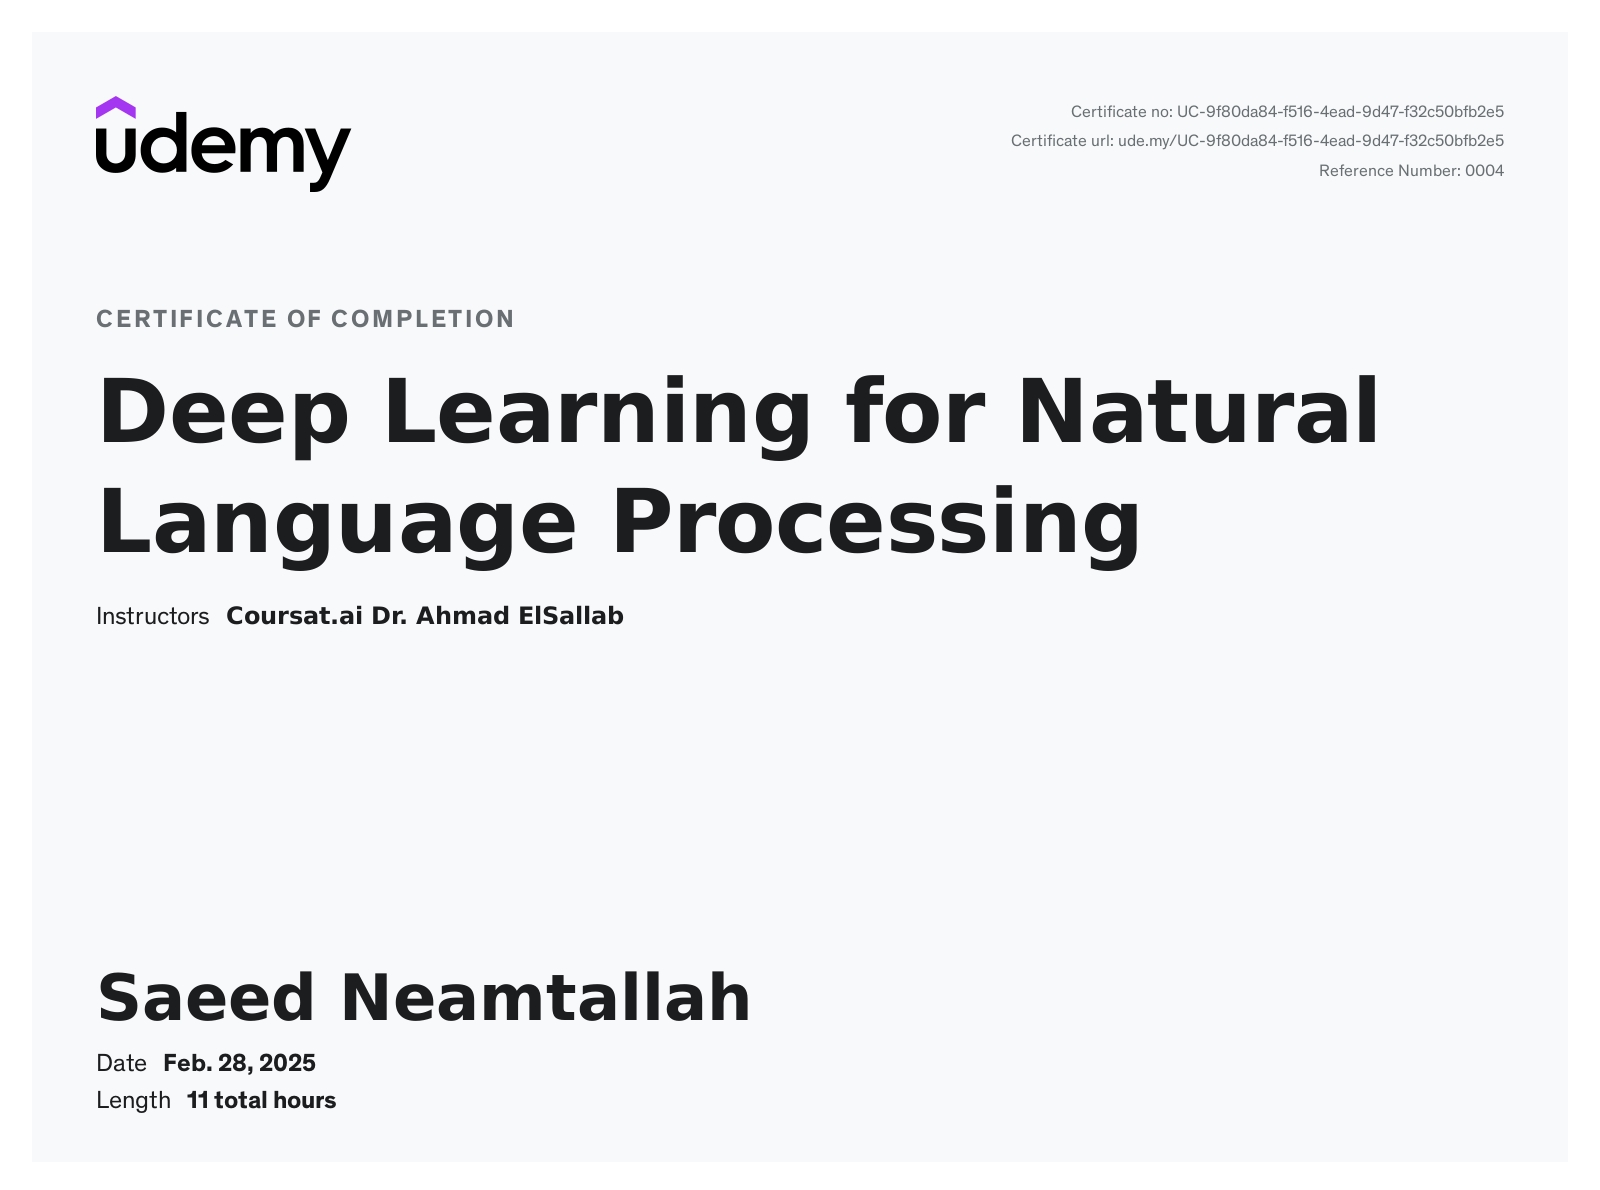 udemy
Certificate no: UC-9f80da84-f516-4ead-9d47-f32c50bfb2e5
Certificate url: ude.my/UC-9f80da84-f516-4ead-9d47-f32c50bfb2e5
Reference Number: 0004
CERTIFICATE OF COMPLETION
Deep Learning for Natural
Language Processing
Instructors Coursat.ai Dr. Ahmad ElSallab
Saeed Neamtallah
Date Feb. 28, 2025
Length 11 total hours